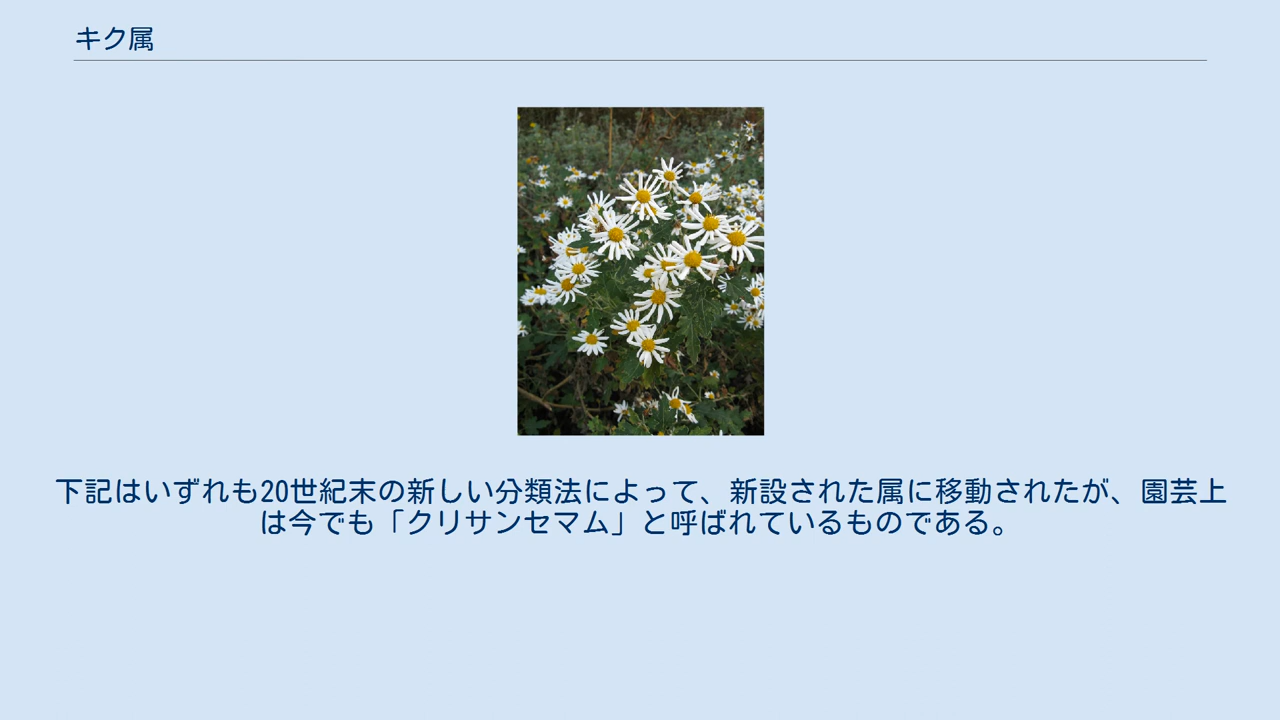 キク属
下記はいずれも20世紀末の新しい分類法によって、新設された属に移動されたが、園芸上
は今でも「クリサンセマム」と呼ばれているものである。